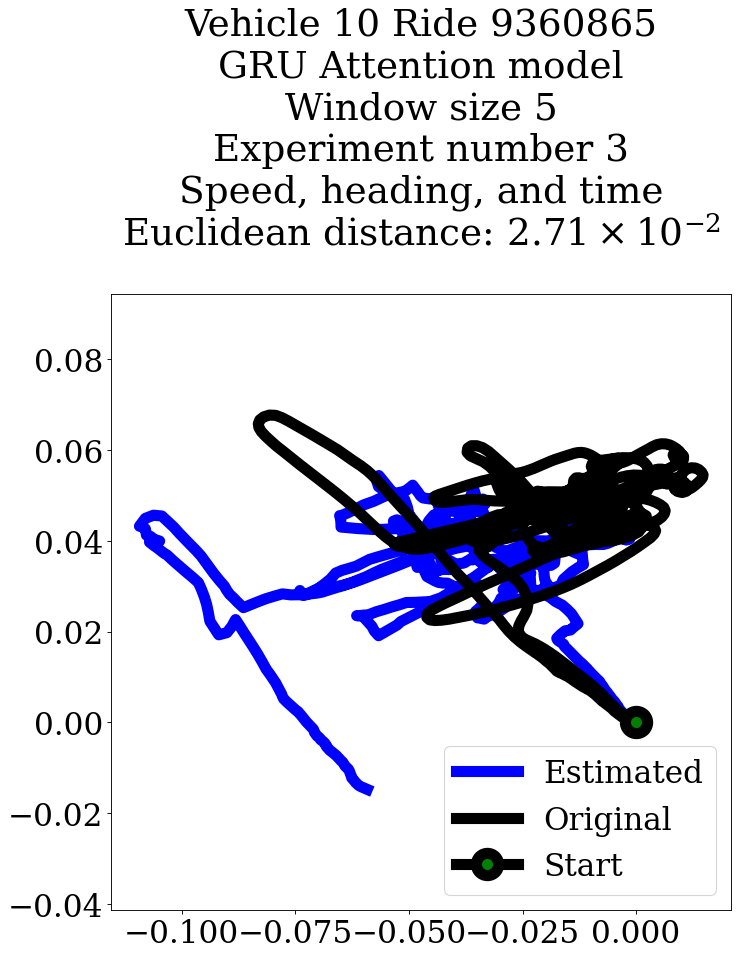 Vehicle 10 Ride 9360865
GRU Attention model
Window size 5
Experiment number 3
Speed, heading, and time
Euclidean distance: 2.71 × 10⁻²
0.08
0.06
0.04
0.02
0.00
−0.02
−0.04
Estimated
Original
Start
−0.100 −0.075 −0.050 −0.025 0.000